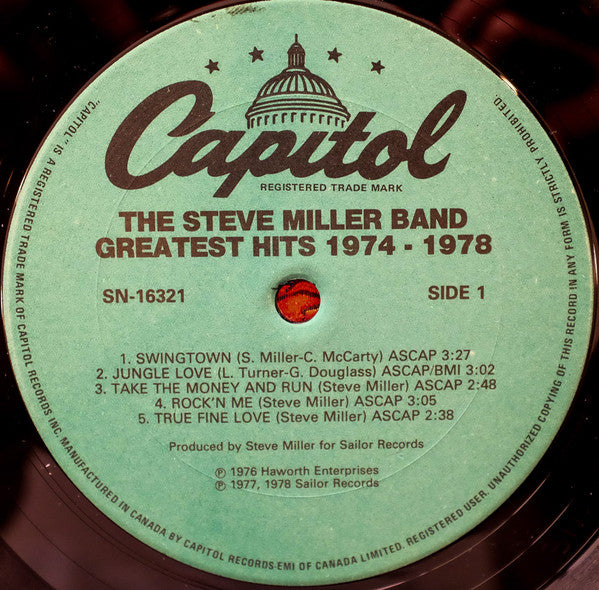 Capitol
REGISTERED TRADE MARK
THE STEVE MILLER BAND
GREATEST HITS 1974 - 1978
SN-16321
SIDE 1
1. SWINGTOWN (S. Miller-C. McCarty) ASCAP 3:27
2. JUNGLE LOVE (L. Turner-G. Douglass) ASCAP/BMI 3:02
3. TAKE THE MONEY AND RUN (Steve Miller) ASCAP 2:48
4. ROCK'N ME (Steve Miller) ASCAP 3:05
5. TRUE FINE LOVE (Steve Miller) ASCAP 2:38
Produced by Steve Miller for Sailor Records
℗ 1976 Haworth Enterprises
℗ 1977, 1978 Sailor Records
"CAPITOL" IS A REGISTERED TRADE MARK OF CAPITOL RECORDS INC. MANUFACTURED IN CANADA BY CAPITOL RECORDS-EMI OF CANADA LIMITED. REGISTERED USER. UNAUTHORIZED COPYING OF THIS RECORD IN ANY FORM IS STRICTLY PROHIBITED.